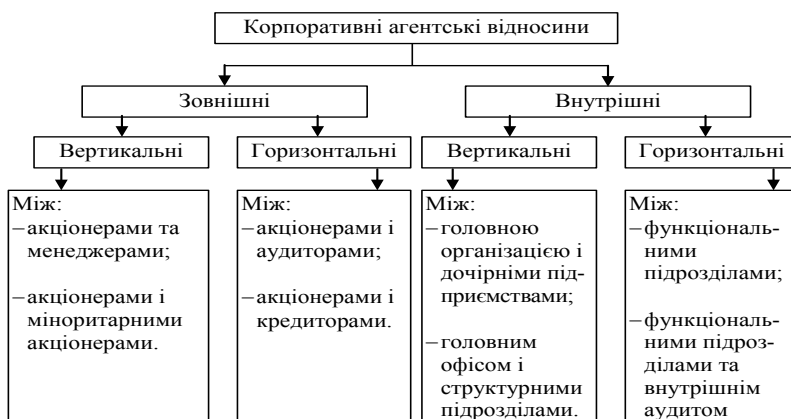 Корпоративні агентські відносини
Зовнішні
Внутрішні
Вертикальні
Горизонтальні
Вертикальні
Горизонтальні
Між:
–акціонерами та
менеджерами;
–акціонерами і
міноритарними
акціонерами.
Між:
–акціонерами і
аудиторами;
–акціонерами і
кредиторами.
Між:
–головною
організацією і
дочірніми під-
приємствами;
–головним
офісом і
структурними
підрозділами.
Між:
–функціональ-
ними
підрозділами;
–функціональ-
ними підроз-
ділами та
внутрішнім
аудитом